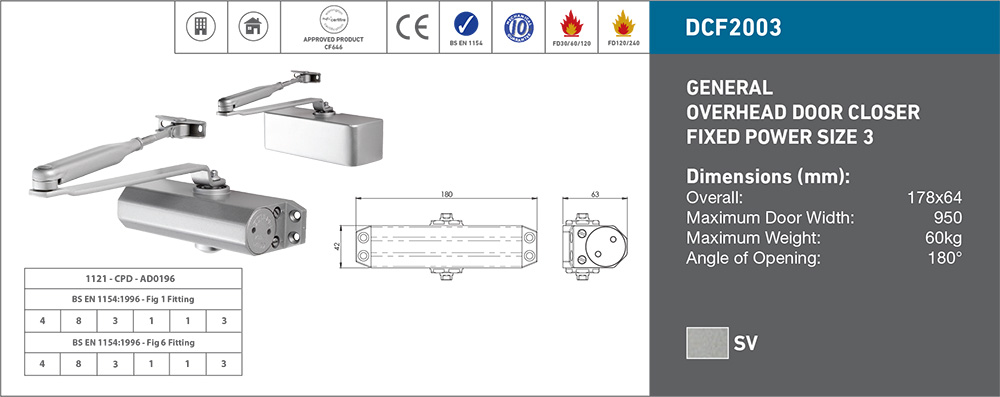 APPROVED PRODUCT
CF646
CE
BS EN 1154
MECHANICAL
10
GUARANTEE
FD30/60/120
FD120/240
DCF2003
GENERAL
OVERHEAD DOOR CLOSER
FIXED POWER SIZE 3
Dimensions (mm):
Overall: 178x64
Maximum Door Width: 950
Maximum Weight: 60kg
Angle of Opening: 180°
SV
180
63
42
1121 - CPD - AD0196
BS EN 1154:1996 - Fig 1 Fitting
4 8 3 1 1 3
BS EN 1154:1996 - Fig 6 Fitting
4 8 3 1 1 3